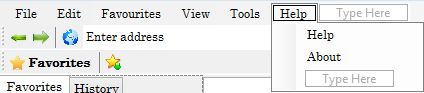 File Edit Favourites View Tools Help Type Here
Enter address Help
Favorites About
Favorites History Type Here